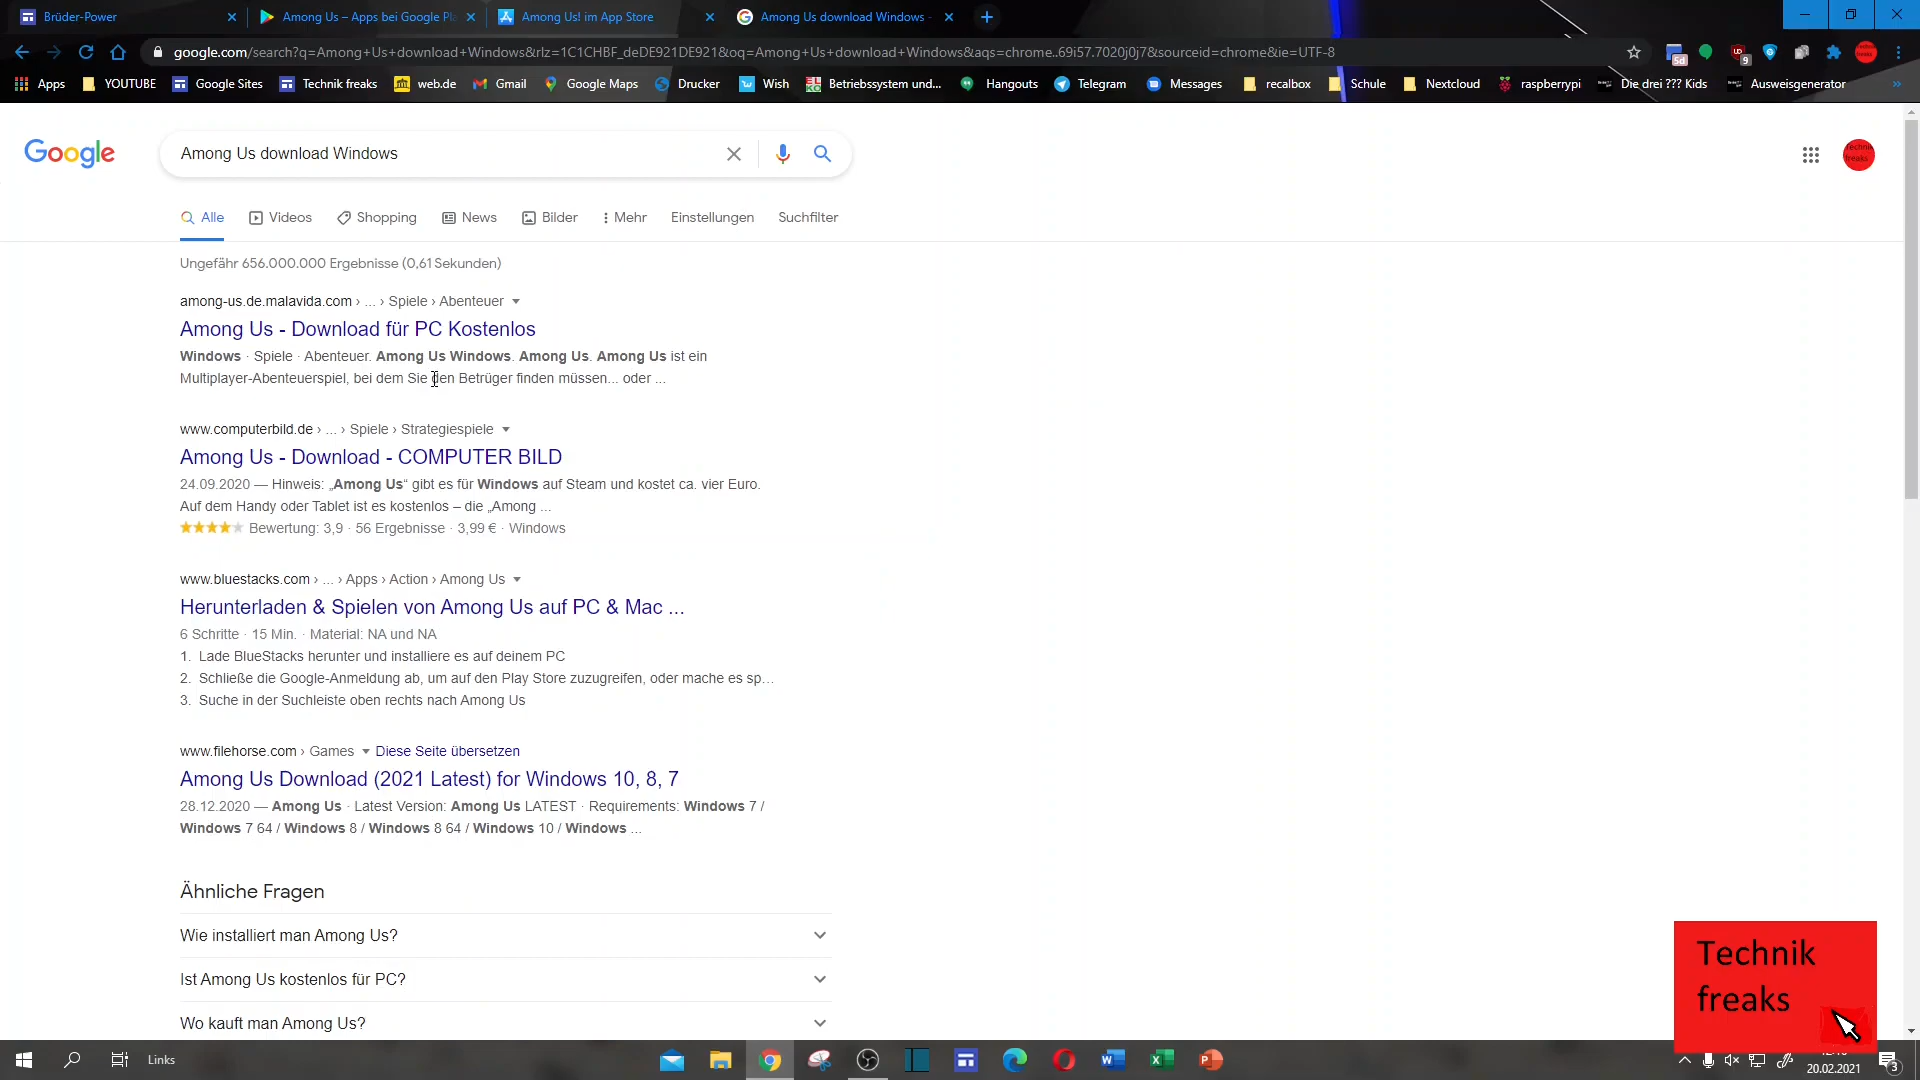 Brüder-Power
Among Us – Apps bei Google Pla
Among Us! im App Store
Among Us download Windows -
google.com/search?q=Among+Us+download+Windows&rlz=1C1CHBF_deDE921DE921&oq=Among+Us+download+Windows&aqs=chrome..69i57.7020j0j7&sourceid=chrome&ie=UTF-8
Apps YOUTUBE Google Sites Technik freaks web.de Gmail Google Maps Drucker Wish Betriebssystem und... Hangouts Telegram Messages recalbox Schule Nextcloud raspberrypi Die drei ??? Kids Ausweisgenerator »
Google
Among Us download Windows
Alle Videos Shopping News Bilder Mehr Einstellungen Suchfilter
Ungefähr 656.000.000 Ergebnisse (0,61 Sekunden)
among-us.de.malavida.com › ... › Spiele › Abenteuer
Among Us - Download für PC Kostenlos
Windows · Spiele · Abenteuer. Among Us Windows. Among Us. Among Us ist ein
Multiplayer-Abenteuerspiel, bei dem Sie den Betrüger finden müssen... oder ...
www.computerbild.de › ... › Spiele › Strategiespiele
Among Us - Download - COMPUTER BILD
24.09.2020 — Hinweis: „Among Us“ gibt es für Windows auf Steam und kostet ca. vier Euro.
Auf dem Handy oder Tablet ist es kostenlos – die „Among ...
Bewertung: 3,9 · 56 Ergebnisse · 3,99 € · Windows
www.bluestacks.com › ... › Apps › Action › Among Us
Herunterladen & Spielen von Among Us auf PC & Mac ...
6 Schritte · 15 Min. · Material: NA und NA
1. Lade BlueStacks herunter und installiere es auf deinem PC
2. Schließe die Google-Anmeldung ab, um auf den Play Store zuzugreifen, oder mache es sp…
3. Suche in der Suchleiste oben rechts nach Among Us
www.filehorse.com › Games Diese Seite übersetzen
Among Us Download (2021 Latest) for Windows 10, 8, 7
28.12.2020 — Among Us · Latest Version: Among Us LATEST · Requirements: Windows 7 /
Windows 7 64 / Windows 8 / Windows 8 64 / Windows 10 / Windows ...
Ähnliche Fragen
Wie installiert man Among Us?
Ist Among Us kostenlos für PC?
Wo kauft man Among Us?
Technik
freaks
Links
20.02.2021
3